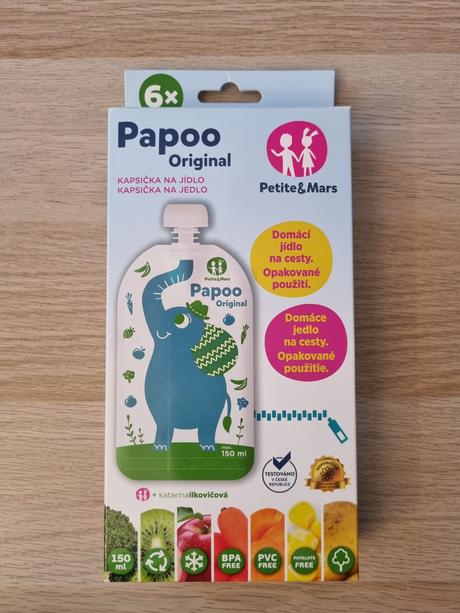 6×
Papoo
Original
KAPSIČKA NA JÍDLO
KAPSIČKA NA JEDLO
Petite&Mars
Domácí
jídlo
na cesty.
Opakované
použití.
Domáce
jedlo
na cesty.
Opakované
použitie.
Petite&Mars
Papoo
Original
max.
150 ml
+ katarínailkovičová
TESTOVÁNO
V ČESKÉ
REPUBLICE
150
ml
BPA
FREE
PVC
FREE
PHTALATE
FREE